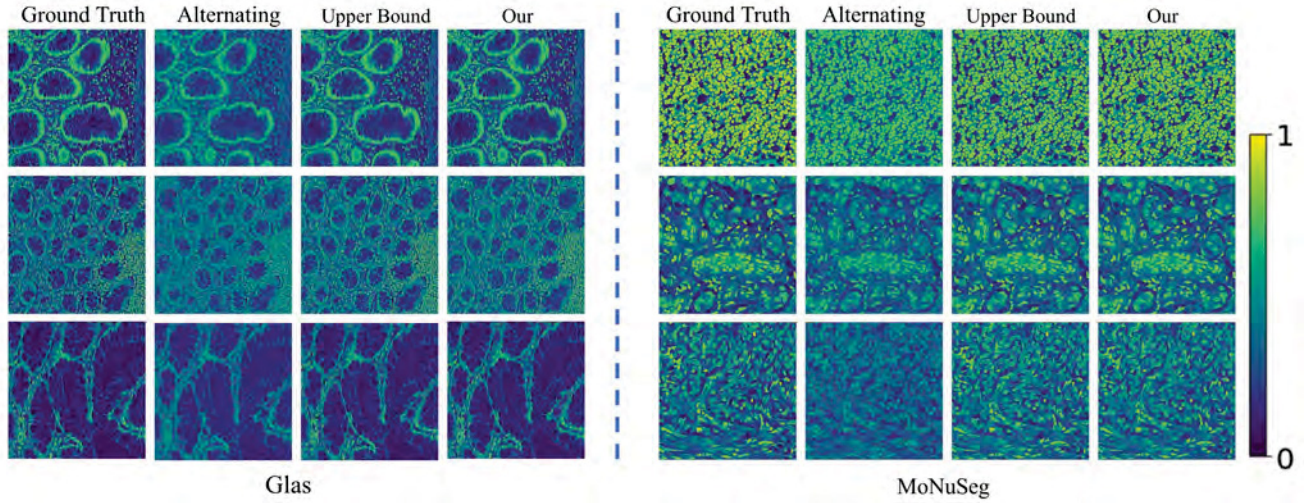 Ground Truth Alternating Upper Bound Our
Ground Truth Alternating Upper Bound Our
1
0
Glas
MoNuSeg